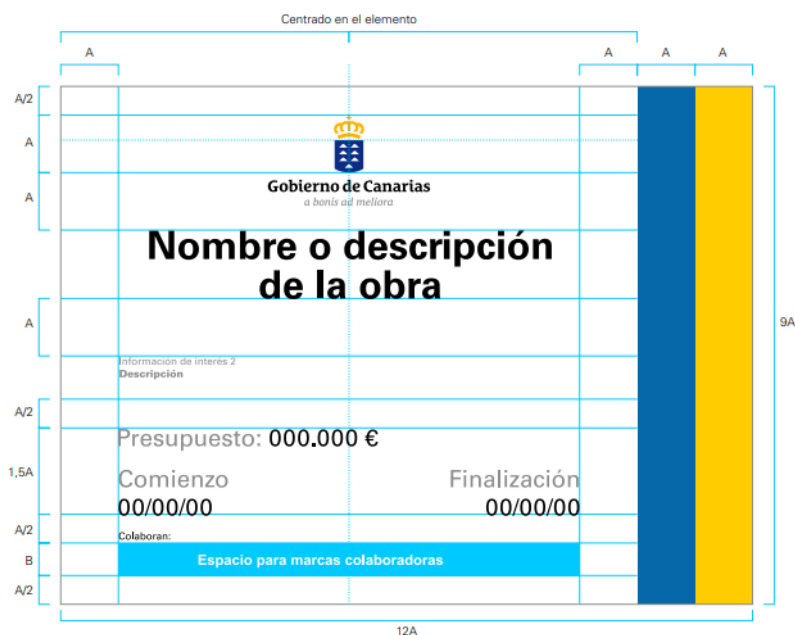 Centrado en el elemento
A
A
A
A
A/2
A
A
Gobierno de Canarias
a bonis ad meliora
Nombre o descripción
de la obra
A
9A
Información de interés 2
Descripción
A/2
Presupuesto: 000.000 €
1,5A
Comienzo
Finalización
00/00/00
00/00/00
A/2
Colaboran:
B
Espacio para marcas colaboradoras
A/2
12A